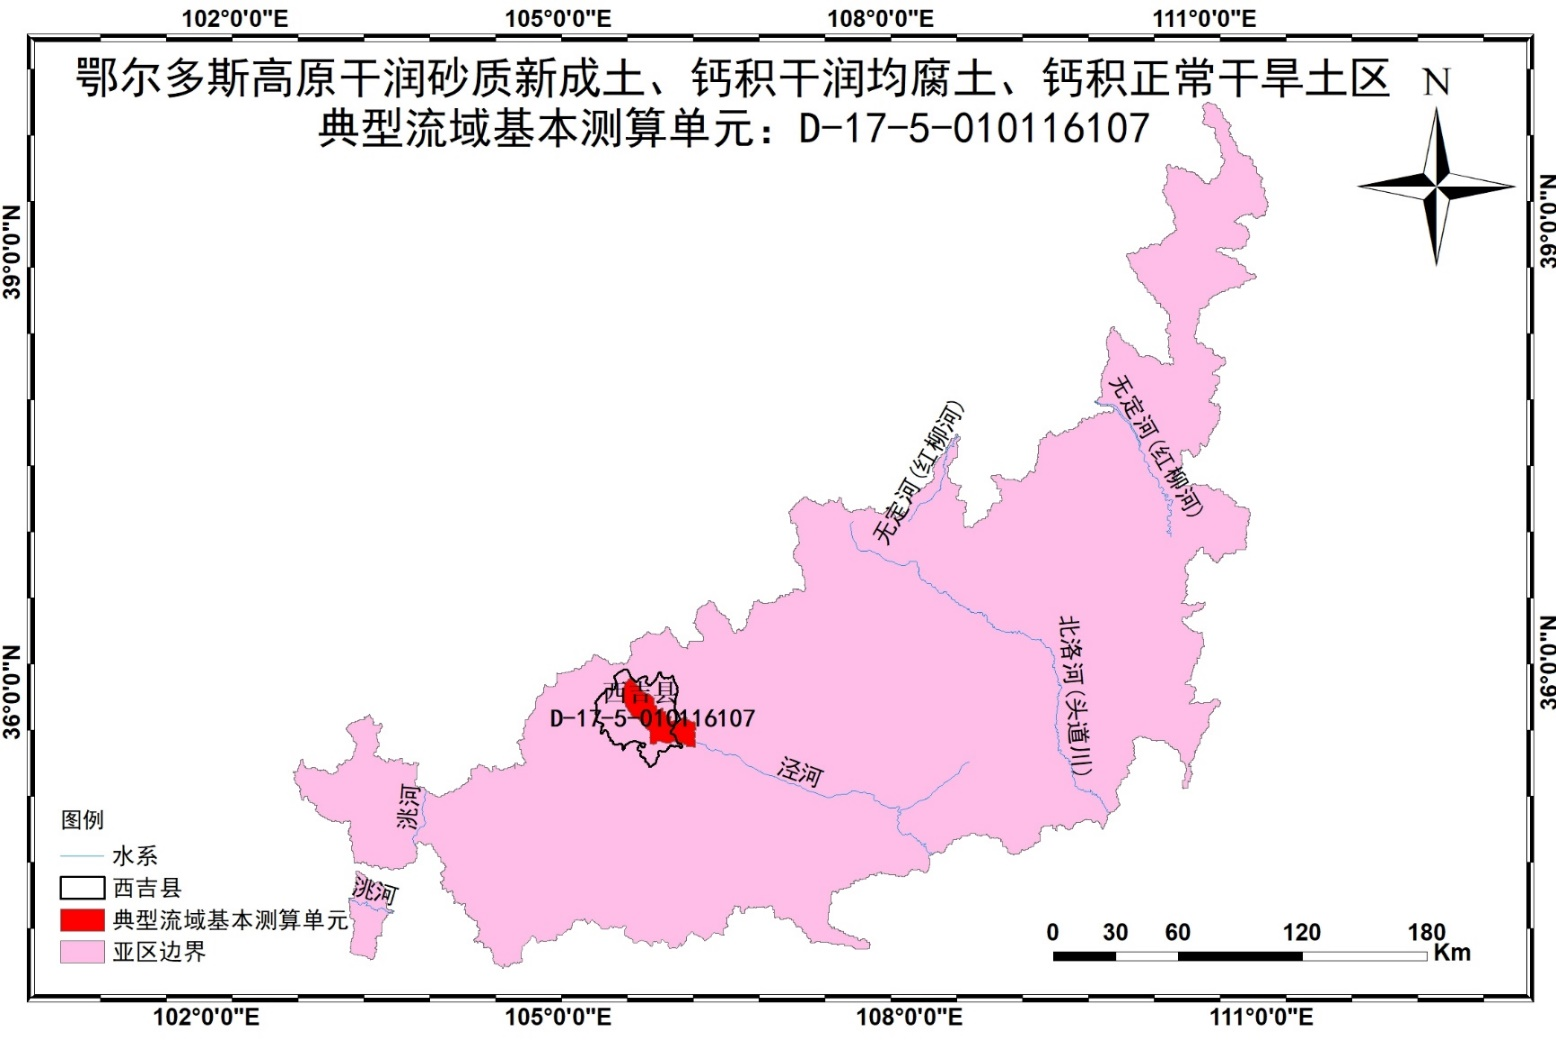 102°0'0"E 105°0'0"E 108°0'0"E 111°0'0"E
鄂尔多斯高原干润砂质新成土、钙积干润均腐土、钙积正常干旱土区
典型流域基本测算单元：D-17-5-010116107
N
39°0'0"N
39°0'0"N
无定河(红柳河)
无定河(红柳河)
北洛河(头道川)
36°0'0"N
36°0'0"N
西吉县
D-17-5-010116107
泾河
洮河
洮河
图例
水系
西吉县
典型流域基本测算单元
亚区边界
0 30 60 120 180
Km
102°0'0"E 105°0'0"E 108°0'0"E 111°0'0"E